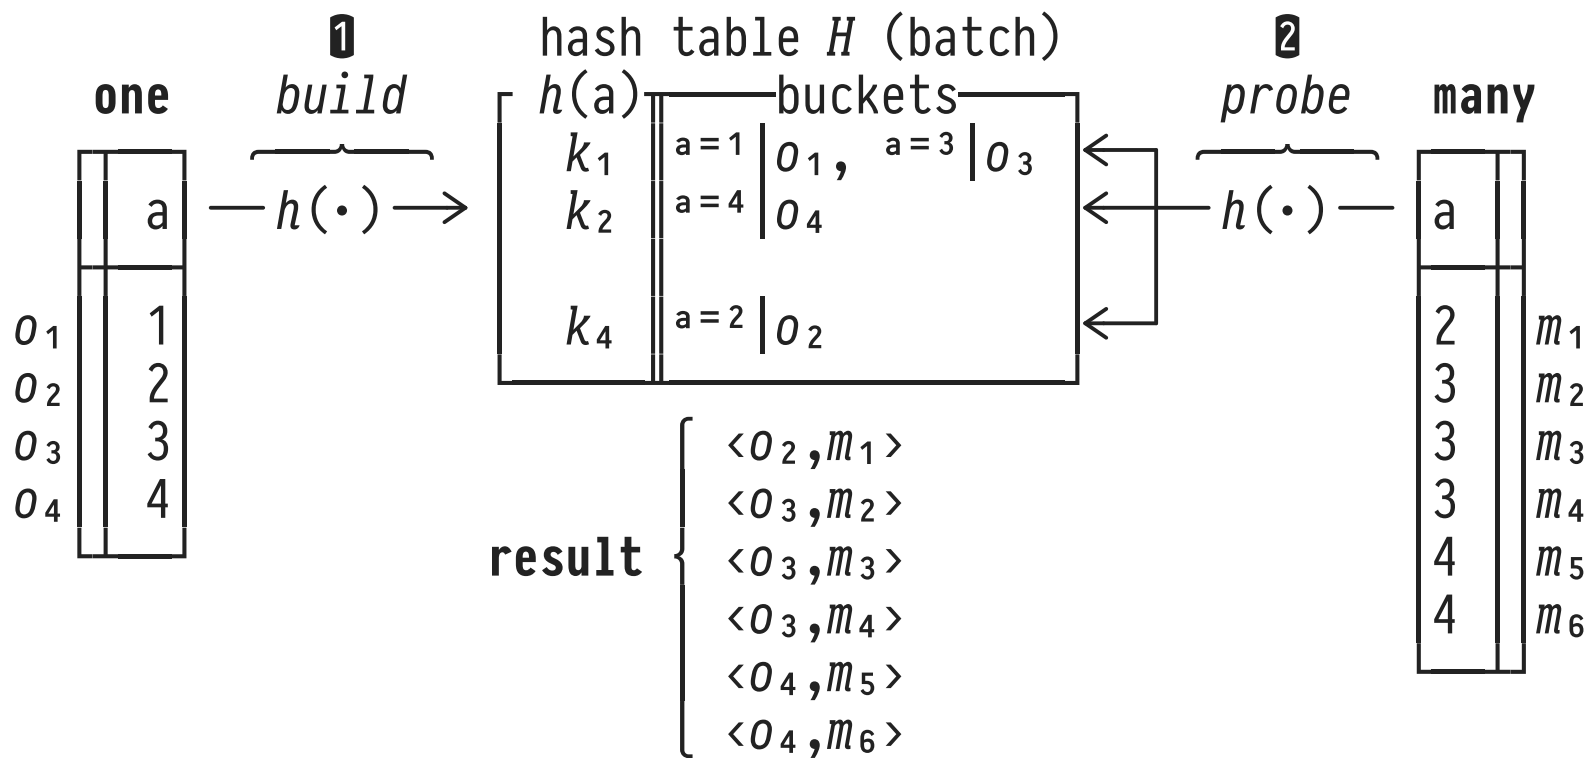 1 hash table H (batch) 2
one build h(a) buckets probe many
k1 a=1 o1, a=3 o3
a h(·) k2 a=4 o4 h(·) a
o1 1 k4 a=2 o2 2 m1
o2 2 3 m2
o3 3 <o2,m1> 3 m3
o4 4 <o3,m2> 3 m4
result <o3,m3> 4 m5
<o3,m4> 4 m6
<o4,m5>
<o4,m6>